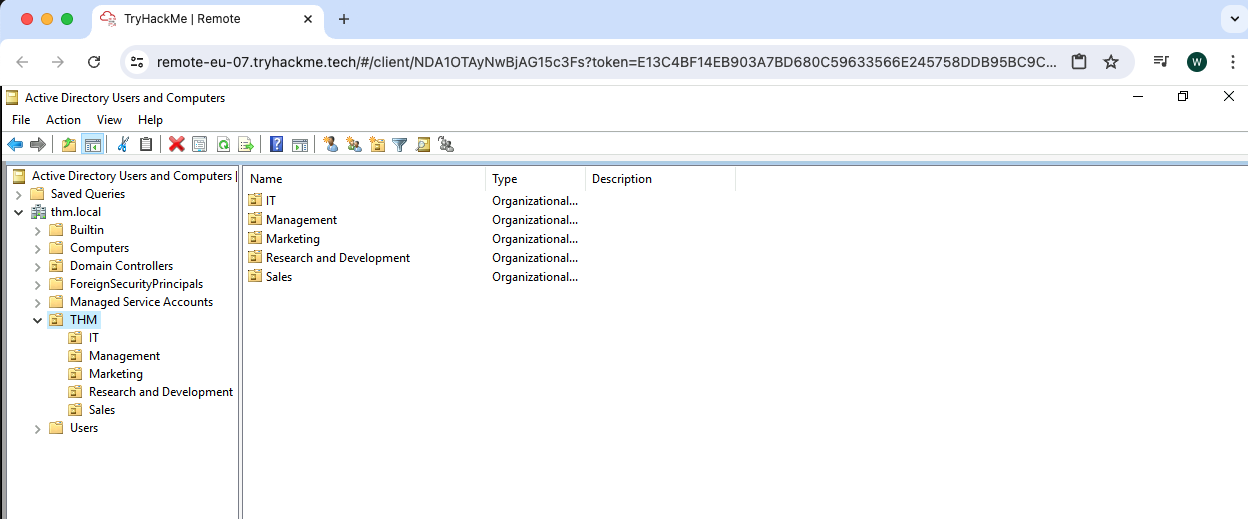 TryHackMe | Remote
remote-eu-07.tryhackme.tech/#/client/NDA1OTAyNwBjAG15c3Fs?token=E13C4BF14EB903A7BD680C59633566E245758DDB95BC9C...
W
Active Directory Users and Computers
File Action View Help
Active Directory Users and Computers |
Saved Queries
thm.local
Builtin
Computers
Domain Controllers
ForeignSecurityPrincipals
Managed Service Accounts
THM
IT
Management
Marketing
Research and Development
Sales
Users
Name Type Description
IT Organizational...
Management Organizational...
Marketing Organizational...
Research and Development Organizational...
Sales Organizational...